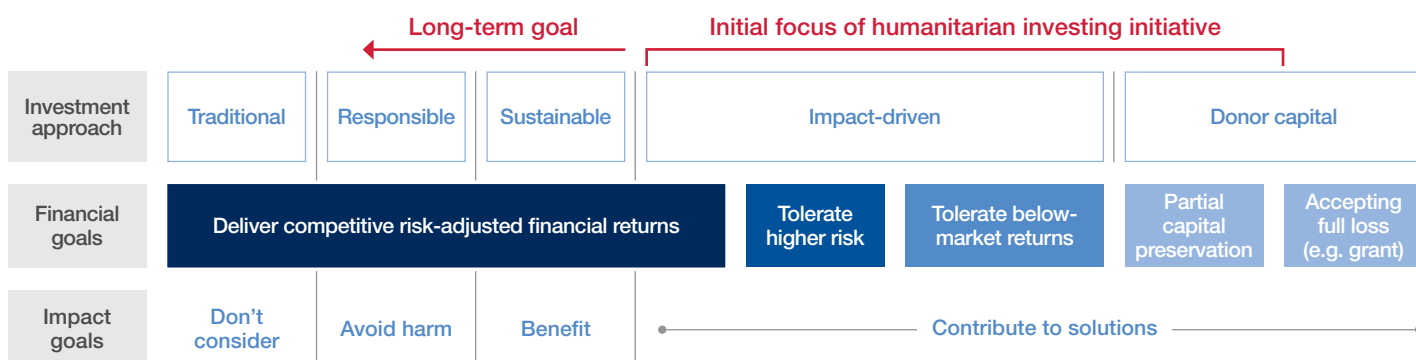 Long-term goal
Initial focus of humanitarian investing initiative
Investment
approach
Traditional
Responsible
Sustainable
Impact-driven
Donor capital
Financial
goals
Deliver competitive risk-adjusted financial returns
Tolerate
higher risk
Tolerate below-
market returns
Partial
capital
preservation
Accepting
full loss
(e.g. grant)
Impact
goals
Don't
consider
Avoid harm
Benefit
Contribute to solutions